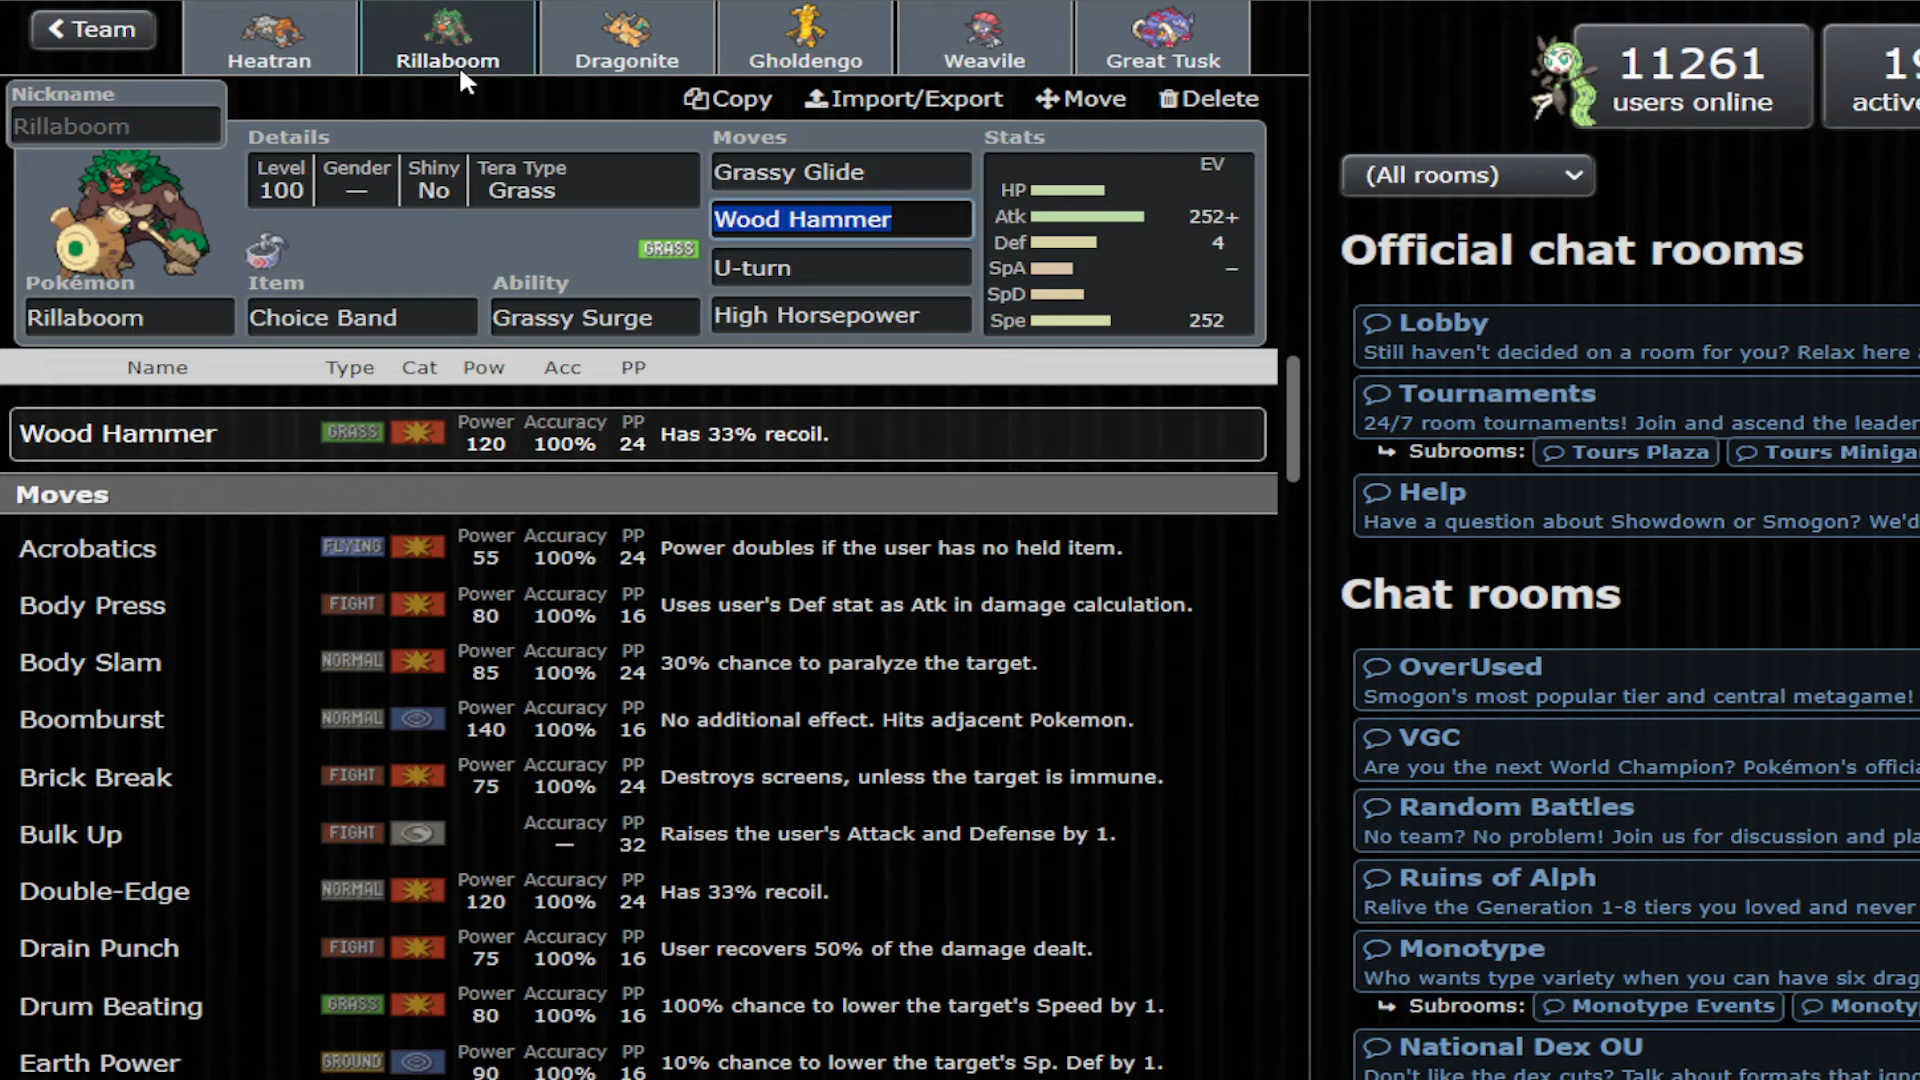 Team
Heatran
Rillaboom
Dragonite
Gholdengo
Weavile
Great Tusk
Copy
Import/Export
Move
Delete
Nickname
Rillaboom
Details
Level
100
Gender
—
Shiny
No
Tera Type
Grass
GRASS
Pokémon
Rillaboom
Item
Choice Band
Ability
Grassy Surge
Moves
Grassy Glide
Wood Hammer
U-turn
High Horsepower
Stats
EV
HP
Atk 252+
Def 4
SpA –
SpD
Spe 252
Name Type Cat Pow Acc PP
Wood Hammer GRASS Power 120 Accuracy 100% PP 24 Has 33% recoil.
Moves
Acrobatics FLYING Power 55 Accuracy 100% PP 24 Power doubles if the user has no held item.
Body Press FIGHT Power 80 Accuracy 100% PP 16 Uses user's Def stat as Atk in damage calculation.
Body Slam NORMAL Power 85 Accuracy 100% PP 24 30% chance to paralyze the target.
Boomburst NORMAL Power 140 Accuracy 100% PP 16 No additional effect. Hits adjacent Pokemon.
Brick Break FIGHT Power 75 Accuracy 100% PP 24 Destroys screens, unless the target is immune.
Bulk Up FIGHT Accuracy — PP 32 Raises the user's Attack and Defense by 1.
Double-Edge NORMAL Power 120 Accuracy 100% PP 24 Has 33% recoil.
Drain Punch FIGHT Power 75 Accuracy 100% PP 16 User recovers 50% of the damage dealt.
Drum Beating GRASS Power 80 Accuracy 100% PP 16 100% chance to lower the target's Speed by 1.
Earth Power GROUND Power 90 Accuracy 100% PP 16 10% chance to lower the target's Sp. Def by 1.
11261
users online
19
active
(All rooms)
Official chat rooms
Lobby
Still haven't decided on a room for you? Relax here
Tournaments
24/7 room tournaments! Join and ascend the leader
Subrooms: Tours Plaza Tours Miniga
Help
Have a question about Showdown or Smogon? We'd
Chat rooms
OverUsed
Smogon's most popular tier and central metagame!
VGC
Are you the next World Champion? Pokémon's offici
Random Battles
No team? No problem! Join us for discussion and pla
Ruins of Alph
Relive the Generation 1-8 tiers you loved and never
Monotype
Who wants type variety when you can have six drag
Subrooms: Monotype Events Monoty
National Dex OU
Don't like the dex cuts? Talk about formats that igno